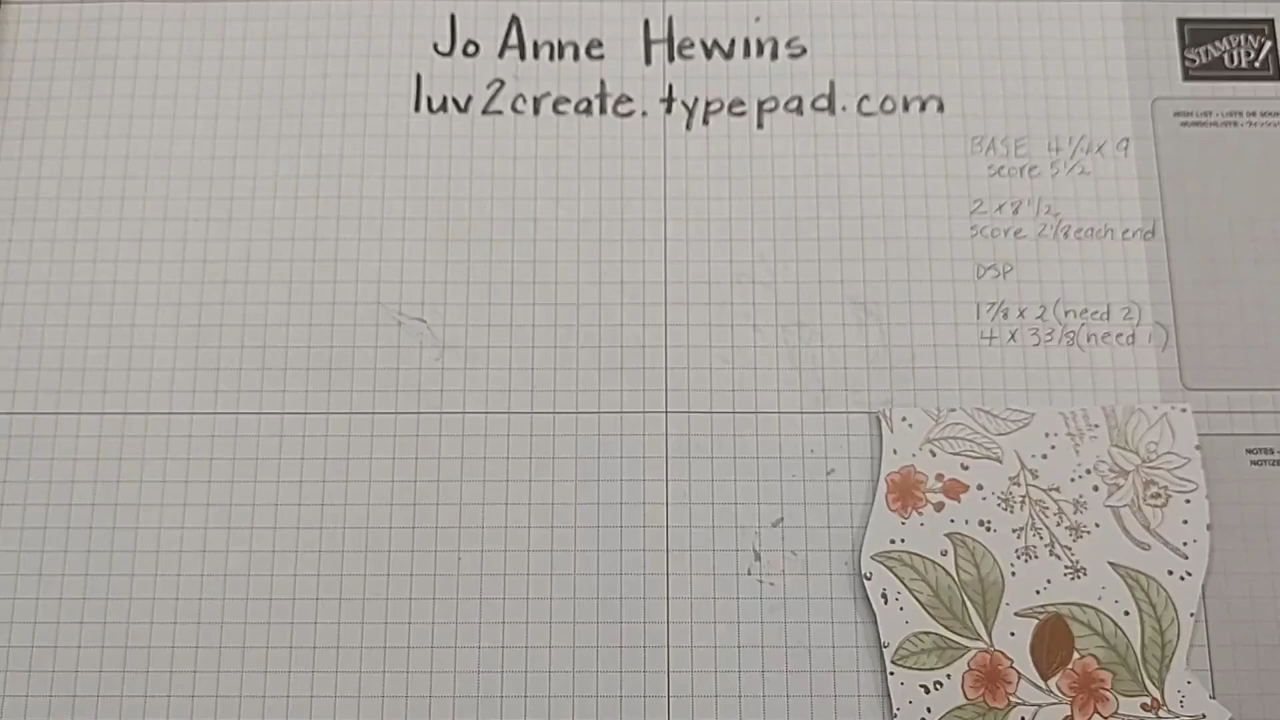 Jo Anne Hewins
luv2create.typepad.com
STAMPIN' UP!
BASE 4 1/4 x 9
score 5 1/2
2 x 8 1/2
score 2 1/8 each end
DSP
1 7/8 x 2 (need 2)
4 x 3 3/8 (need 1)
NOTES